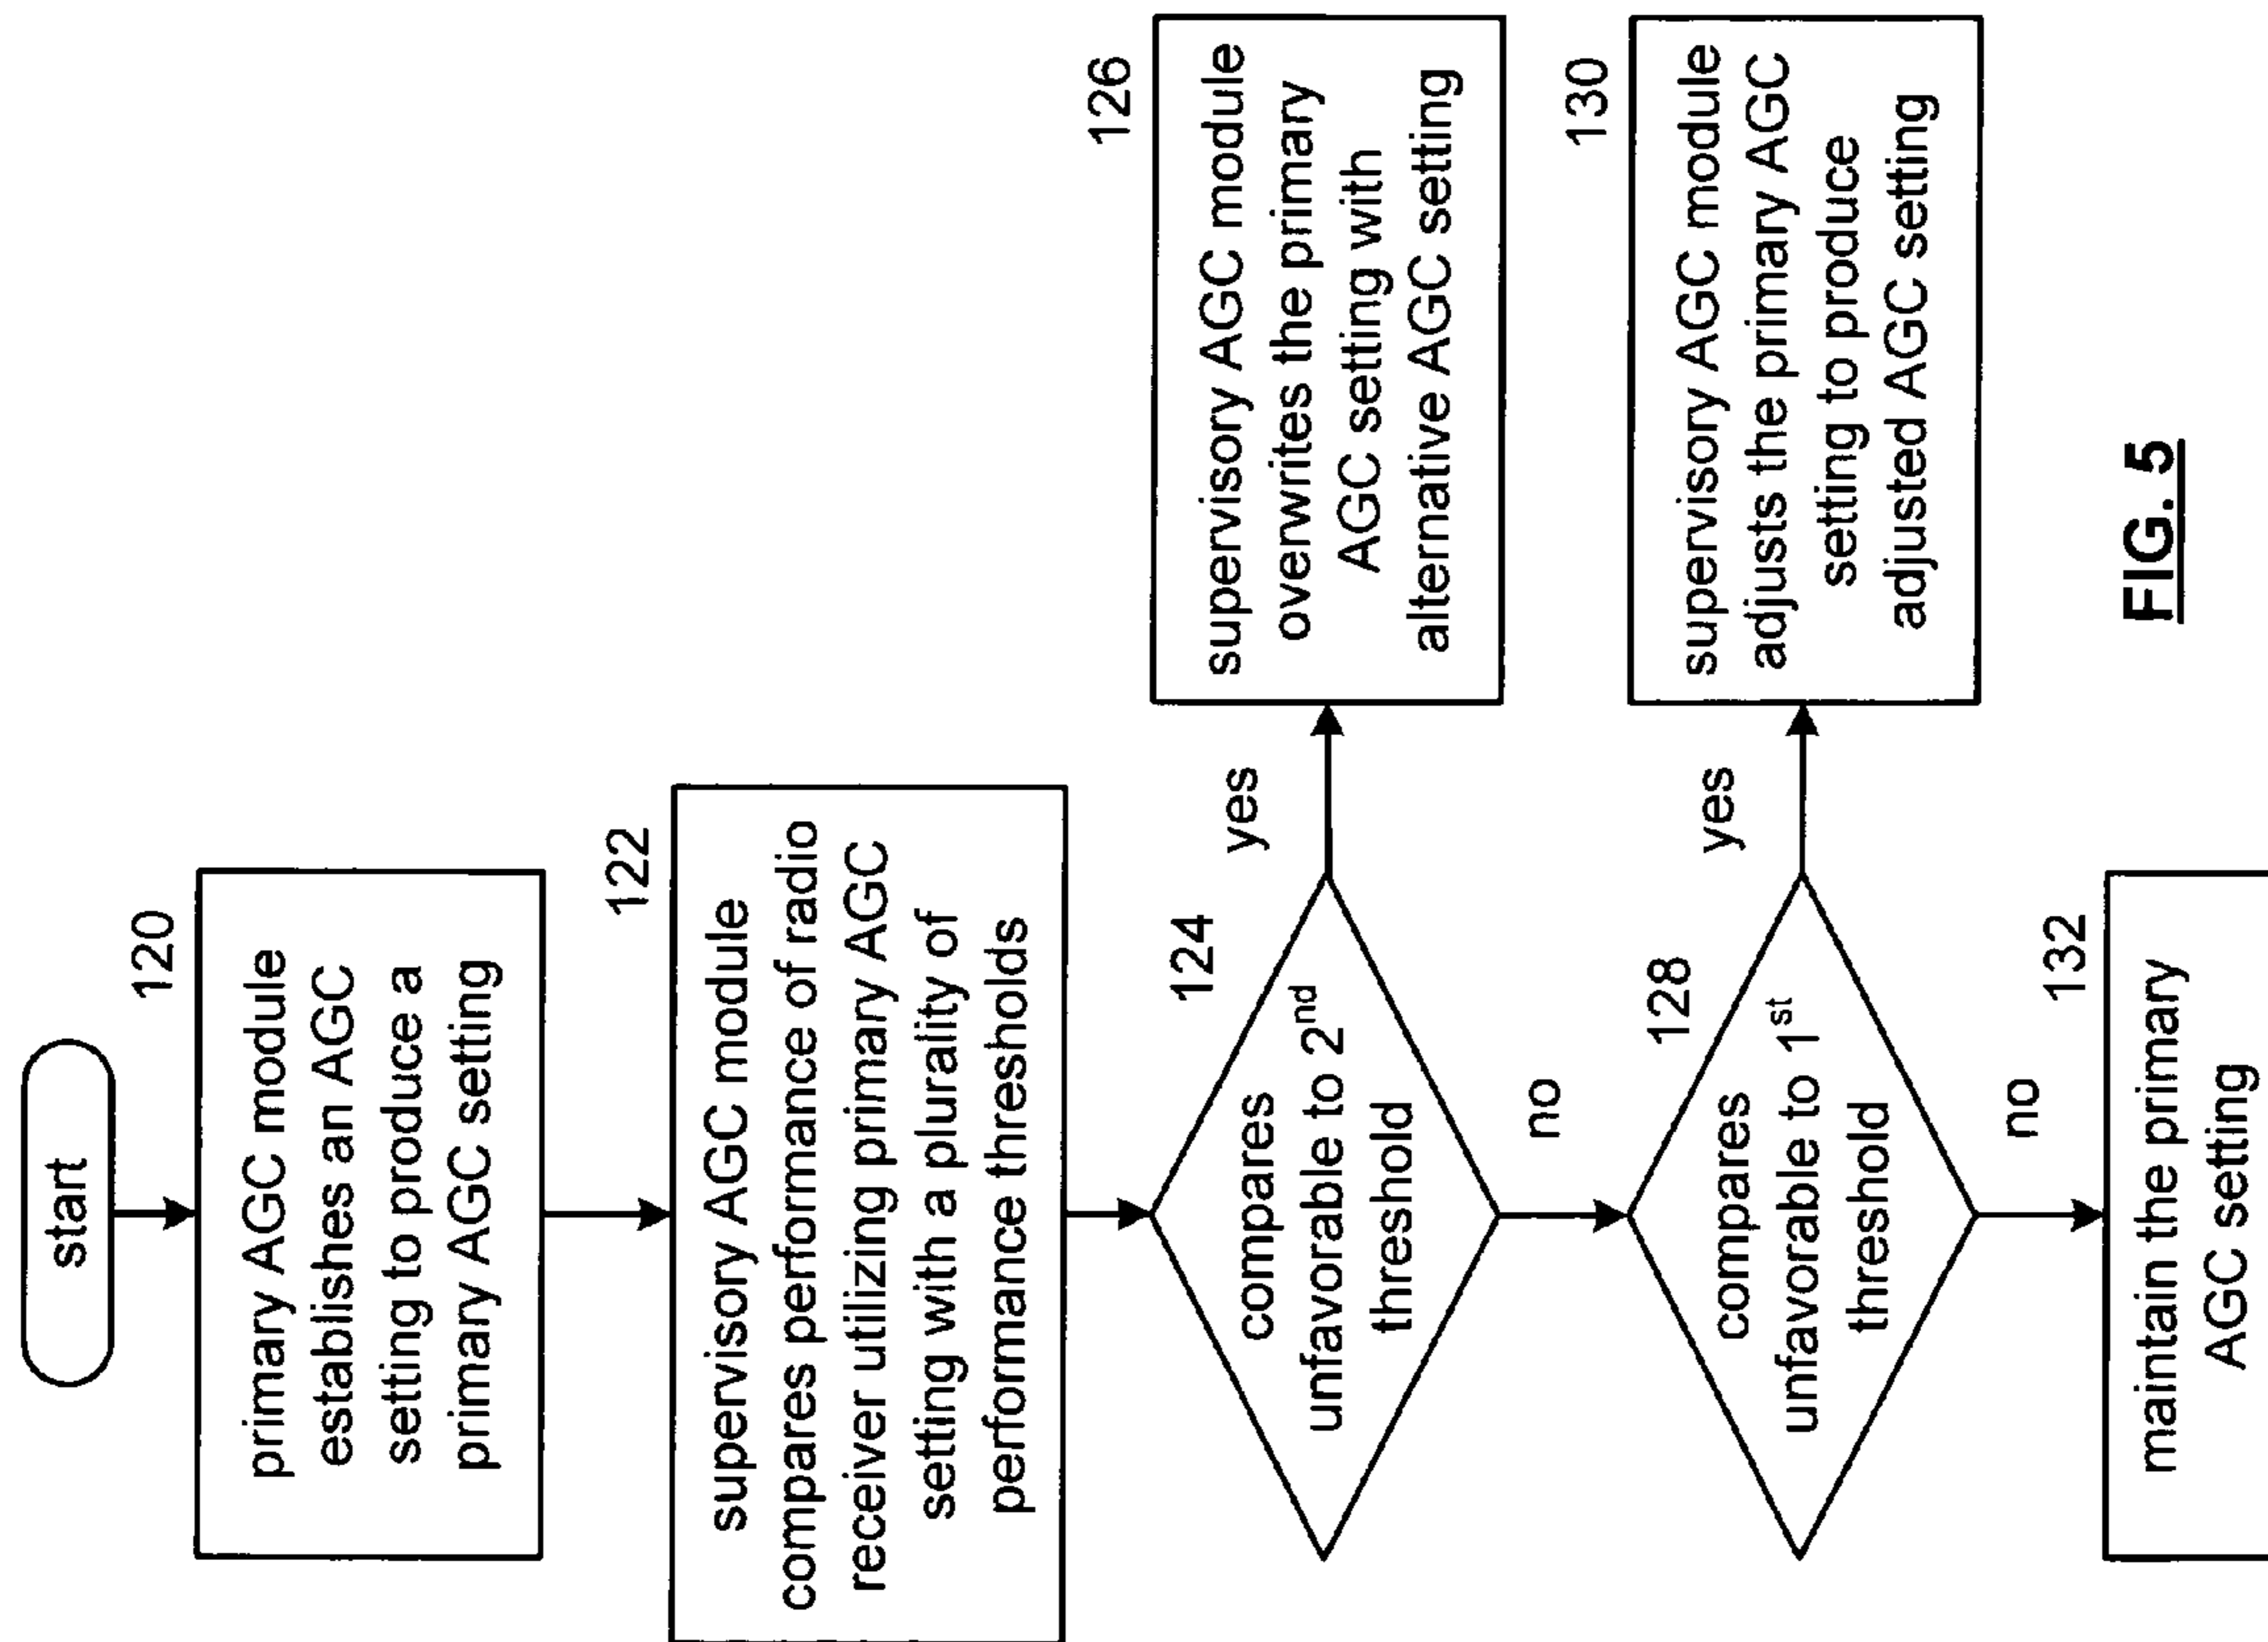 start
120
primary AGC module
establishes an AGC
setting to produce a
primary AGC setting
122
supervisory AGC module
compares performance of radio
receiver utilizing primary AGC
setting with a plurality of
performance thresholds
124
compares
unfavorable to 2nd
threshold
yes
126
supervisory AGC module
overwrites the primary
AGC setting with
alternative AGC setting
no
128
compares
unfavorable to 1st
threshold
yes
130
supervisory AGC module
adjusts the primary AGC
setting to produce
adjusted AGC setting
no
132
maintain the primary
AGC setting
FIG. 5